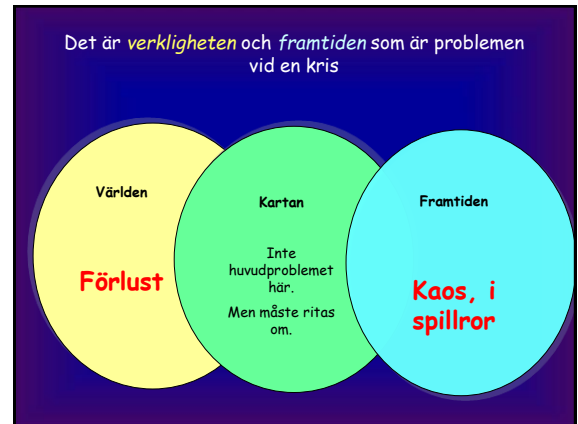 Det är verkligheten och framtiden som är problemen
vid en kris
Världen
Förlust
Kartan
Inte
huvudproblemet
här.
Men måste ritas
om.
Framtiden
Kaos, i
spillror